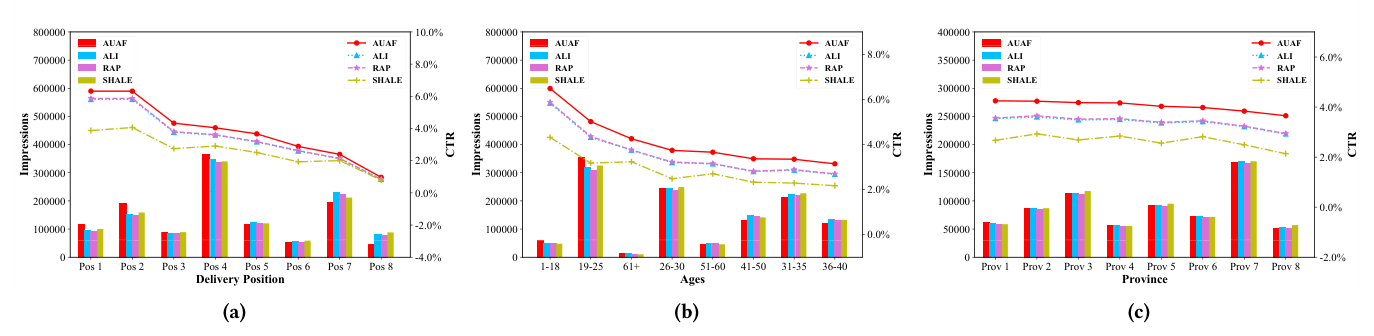 800000
700000
600000
500000
400000
300000
200000
100000
0
Impressions
AUAF
ALI
RAP
SHALE
AUAF
ALI
RAP
SHALE
10.0%
8.0%
6.0%
4.0%
2.0%
0.0%
-2.0%
-4.0%
CTR
Pos 1 Pos 2 Pos 3 Pos 4 Pos 5 Pos 6 Pos 7 Pos 8
Delivery Position
(a)
800000
700000
600000
500000
400000
300000
200000
100000
0
Impressions
AUAF
ALI
RAP
SHALE
AUAF
ALI
RAP
SHALE
8.0%
6.0%
4.0%
2.0%
0.0%
CTR
1-18 19-25 61+ 26-30 51-60 41-50 31-35 36-40
Ages
(b)
400000
350000
300000
250000
200000
150000
100000
50000
0
Impressions
AUAF
ALI
RAP
SHALE
AUAF
ALI
RAP
SHALE
6.0%
4.0%
2.0%
0.0%
-2.0%
CTR
Prov 1 Prov 2 Prov 3 Prov 4 Prov 5 Prov 6 Prov 7 Prov 8
Province
(c)